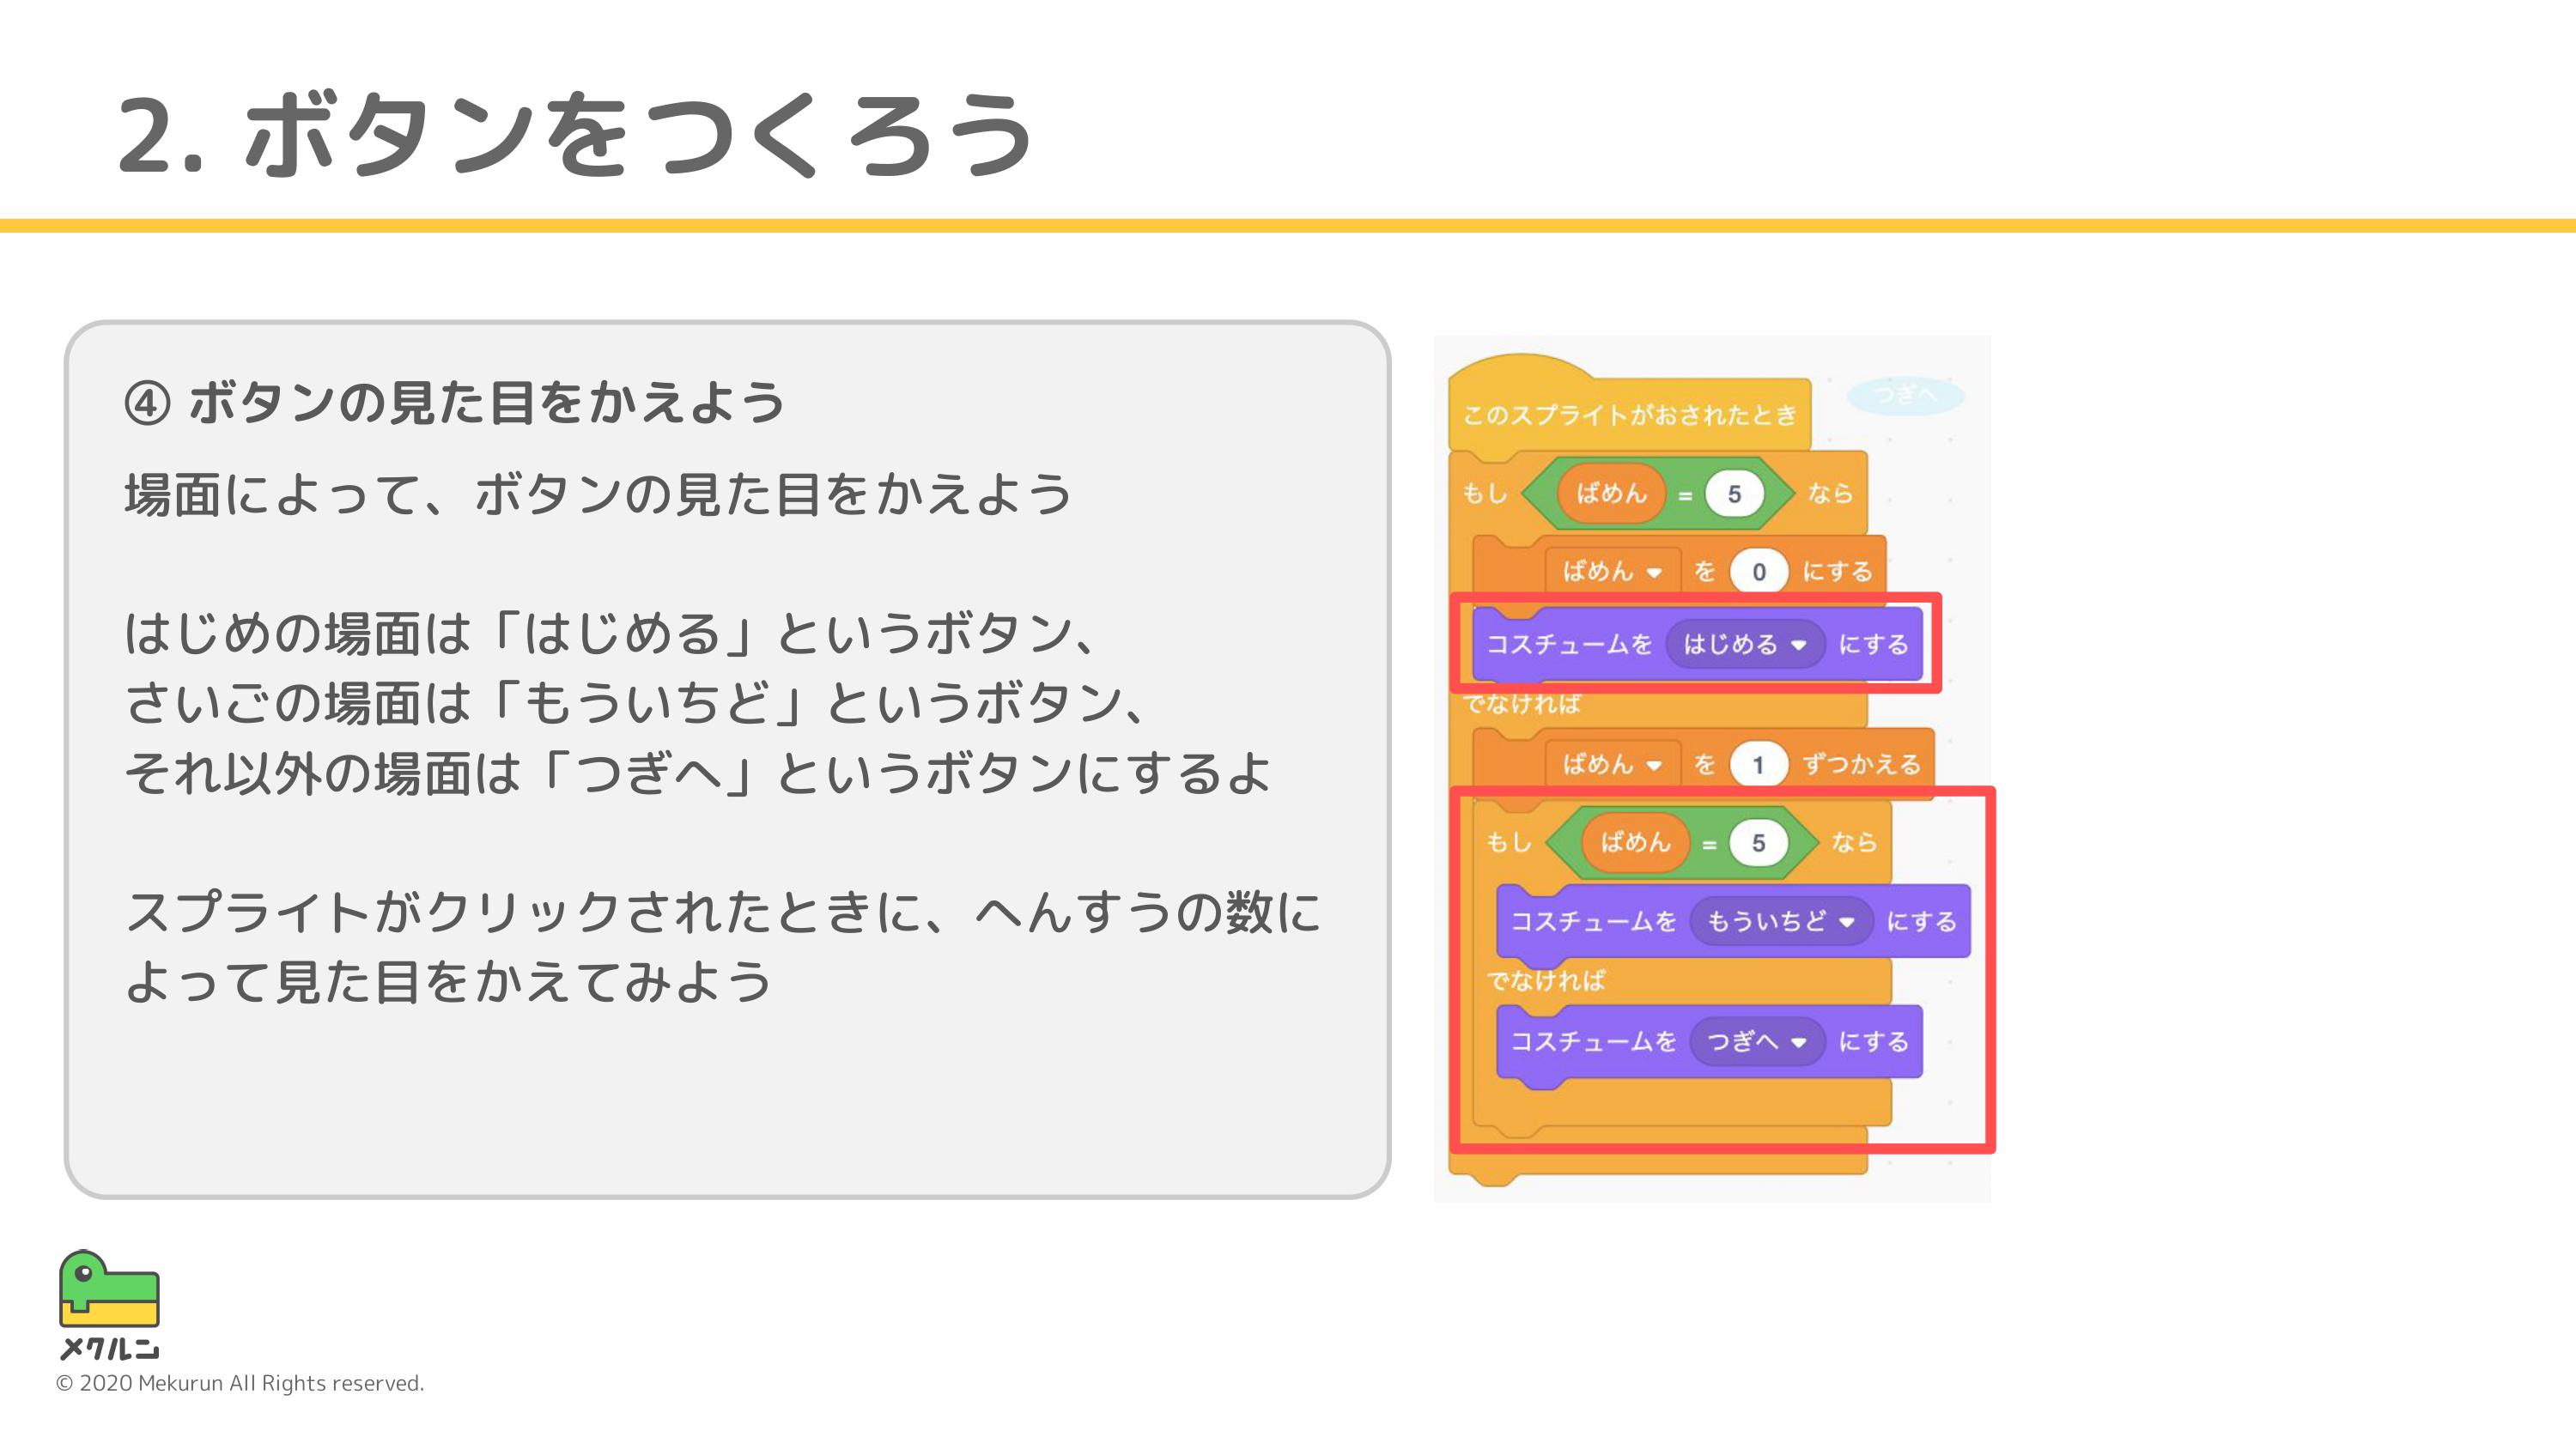 2. ボタンをつくろう
④ ボタンの見た目をかえよう
場面によって、ボタンの見た目をかえよう
はじめの場面は「はじめる」というボタン、
さいごの場面は「もういちど」というボタン、
それ以外の場面は「つぎへ」というボタンにするよ
スプライトがクリックされたときに、へんすうの数に
よって見た目をかえてみよう
つぎへ
このスプライトがおされたとき
もし ばめん = 5 なら
ばめん を 0 にする
コスチュームを はじめる にする
でなければ
ばめん を 1 ずつかえる
もし ばめん = 5 なら
コスチュームを もういちど にする
でなければ
コスチュームを つぎへ にする
メクルン
© 2020 Mekurun All Rights reserved.